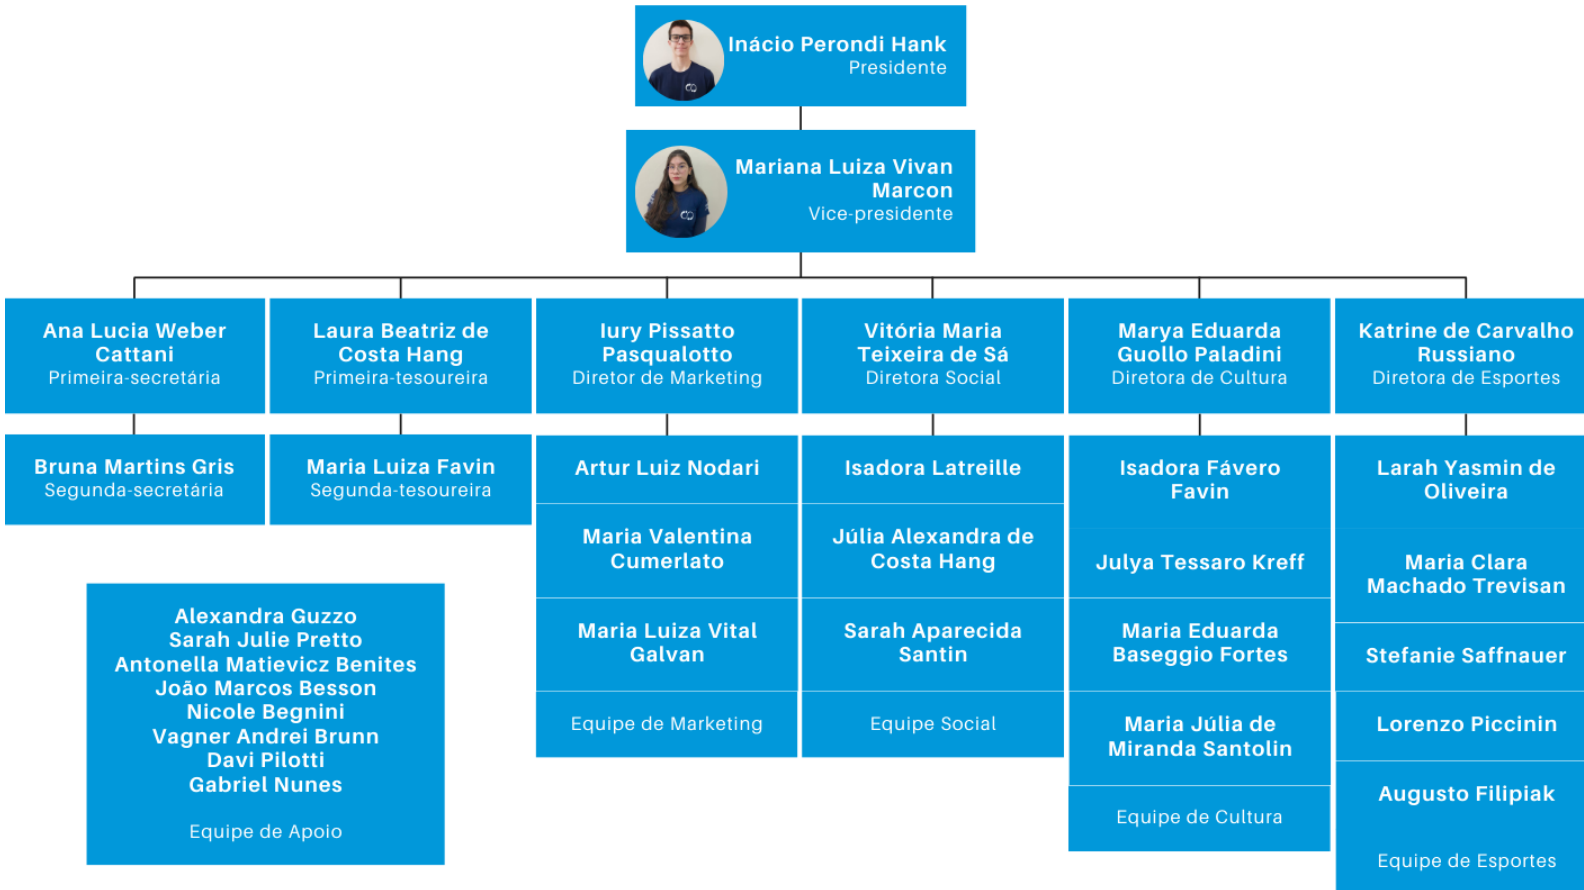 Inácio Perondi Hank
Presidente
Mariana Luiza Vivan
Marcon
Vice-presidente
Ana Lucia Weber
Cattani
Primeira-secretária
Laura Beatriz de
Costa Hang
Primeira-tesoureira
Iury Pissatto
Pasqualotto
Diretor de Marketing
Vitória Maria
Teixeira de Sá
Diretora Social
Marya Eduarda
Guollo Paladini
Diretora de Cultura
Katrine de Carvalho
Russiano
Diretora de Esportes
Bruna Martins Gris
Segunda-secretária
Maria Luiza Favin
Segunda-tesoureira
Artur Luiz Nodari
Maria Valentina
Cumerlato
Maria Luiza Vital
Galvan
Equipe de Marketing
Isadora Latreille
Júlia Alexandra de
Costa Hang
Sarah Aparecida
Santin
Equipe Social
Isadora Fávero
Favin
Julya Tessaro Kreff
Maria Eduarda
Baseggio Fortes
Maria Júlia de
Miranda Santolin
Equipe de Cultura
Larah Yasmin de
Oliveira
Maria Clara
Machado Trevisan
Stefanie Saffnauer
Lorenzo Piccinin
Augusto Filipiak
Equipe de Esportes
Alexandra Guzzo
Sarah Julie Pretto
Antonella Matievicz Benites
João Marcos Besson
Nicole Begnini
Vagner Andrei Brunn
Davi Pilotti
Gabriel Nunes
Equipe de Apoio